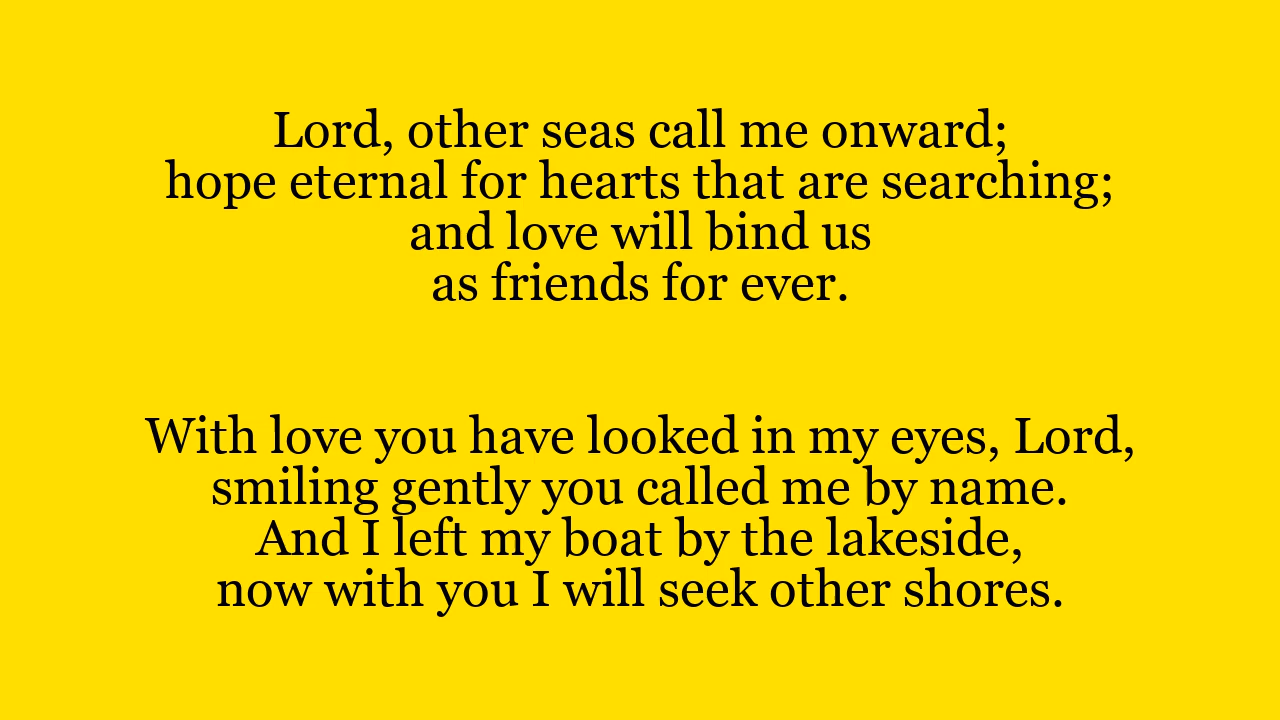 Lord, other seas call me onward;
hope eternal for hearts that are searching;
and love will bind us
as friends for ever.
With love you have looked in my eyes, Lord,
smiling gently you called me by name.
And I left my boat by the lakeside,
now with you I will seek other shores.